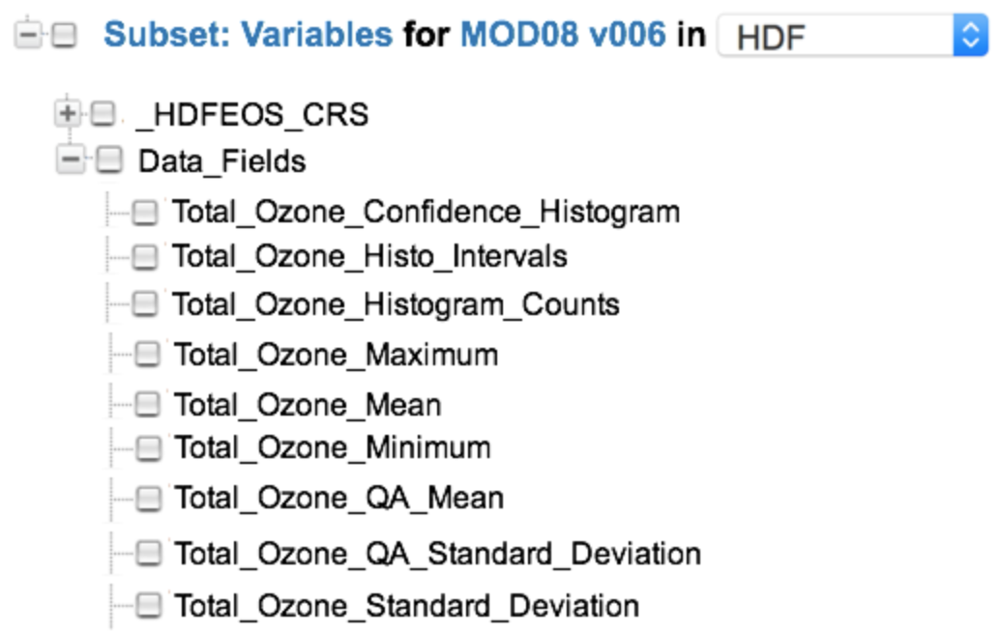 Subset: Variables for MOD08 v006 in HDF
_HDFEOS_CRS
Data_Fields
Total_Ozone_Confidence_Histogram
Total_Ozone_Histo_Intervals
Total_Ozone_Histogram_Counts
Total_Ozone_Maximum
Total_Ozone_Mean
Total_Ozone_Minimum
Total_Ozone_QA_Mean
Total_Ozone_QA_Standard_Deviation
Total_Ozone_Standard_Deviation